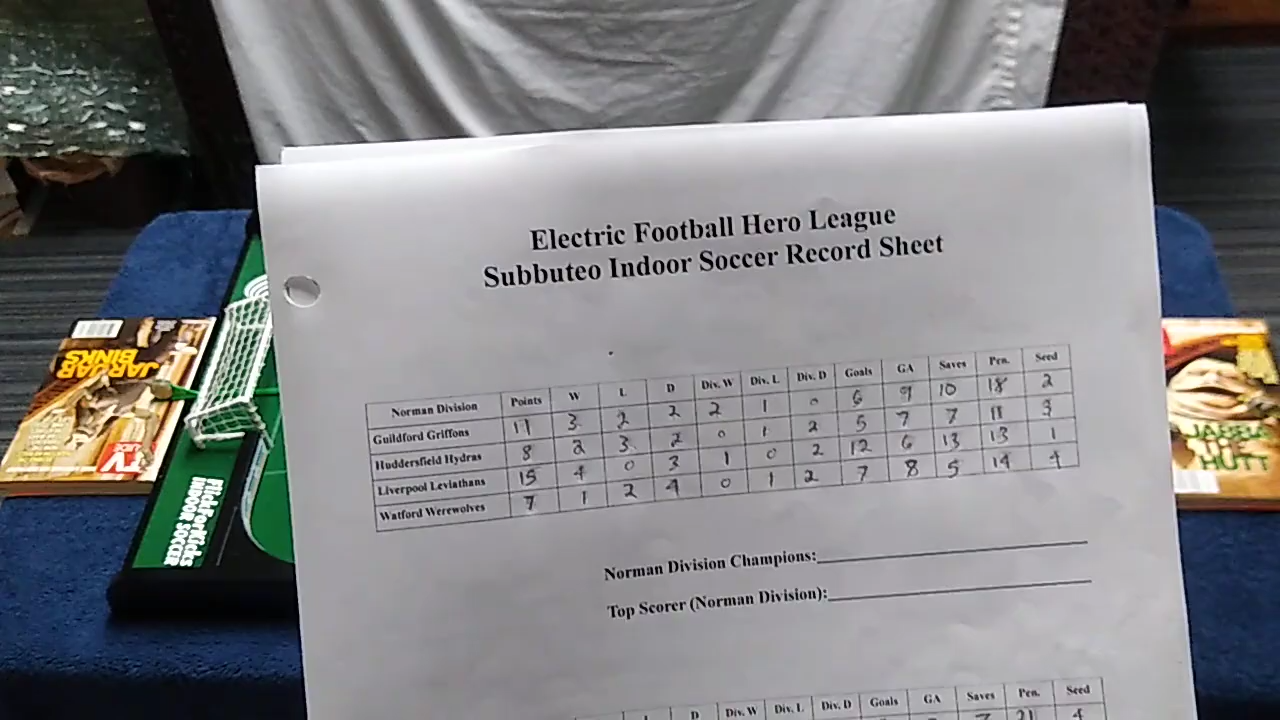 Electric Football Hero League
Subbuteo Indoor Soccer Record Sheet
Norman Division Points W L D Div. W Div. L Div. D Goals GA Saves Pen. Seed
Guildford Griffons 11 3 2 2 2 1 0 6 9 10 18 2
Huddersfield Hydras 8 2 3 2 0 1 2 5 7 7 11 3
Liverpool Leviathans 15 4 0 3 1 0 2 12 6 13 13 1
Watford Werewolves 7 1 2 4 0 1 2 7 8 5 14 4
Norman Division Champions:
Top Scorer (Norman Division):
D Div. W Div. L Div. D Goals GA Saves Pen. Seed
21 4
JAR JAR
BINKS
TV
Flickforkicks
INDOOR SOCCER
JABBA
THE
HUTT